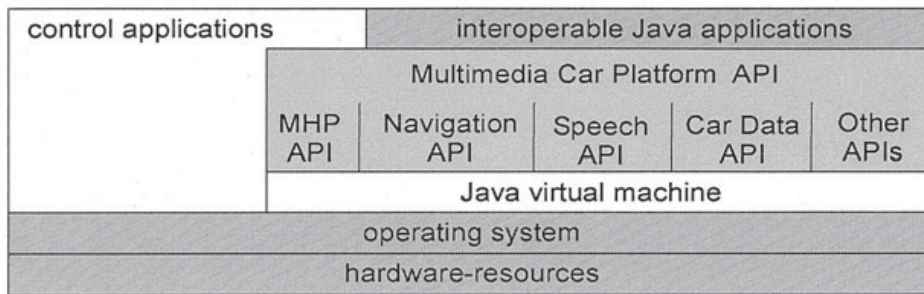 control applications
interoperable Java applications
Multimedia Car Platform API
MHP API
Navigation API
Speech API
Car Data API
Other APIs
Java virtual machine
operating system
hardware-resources